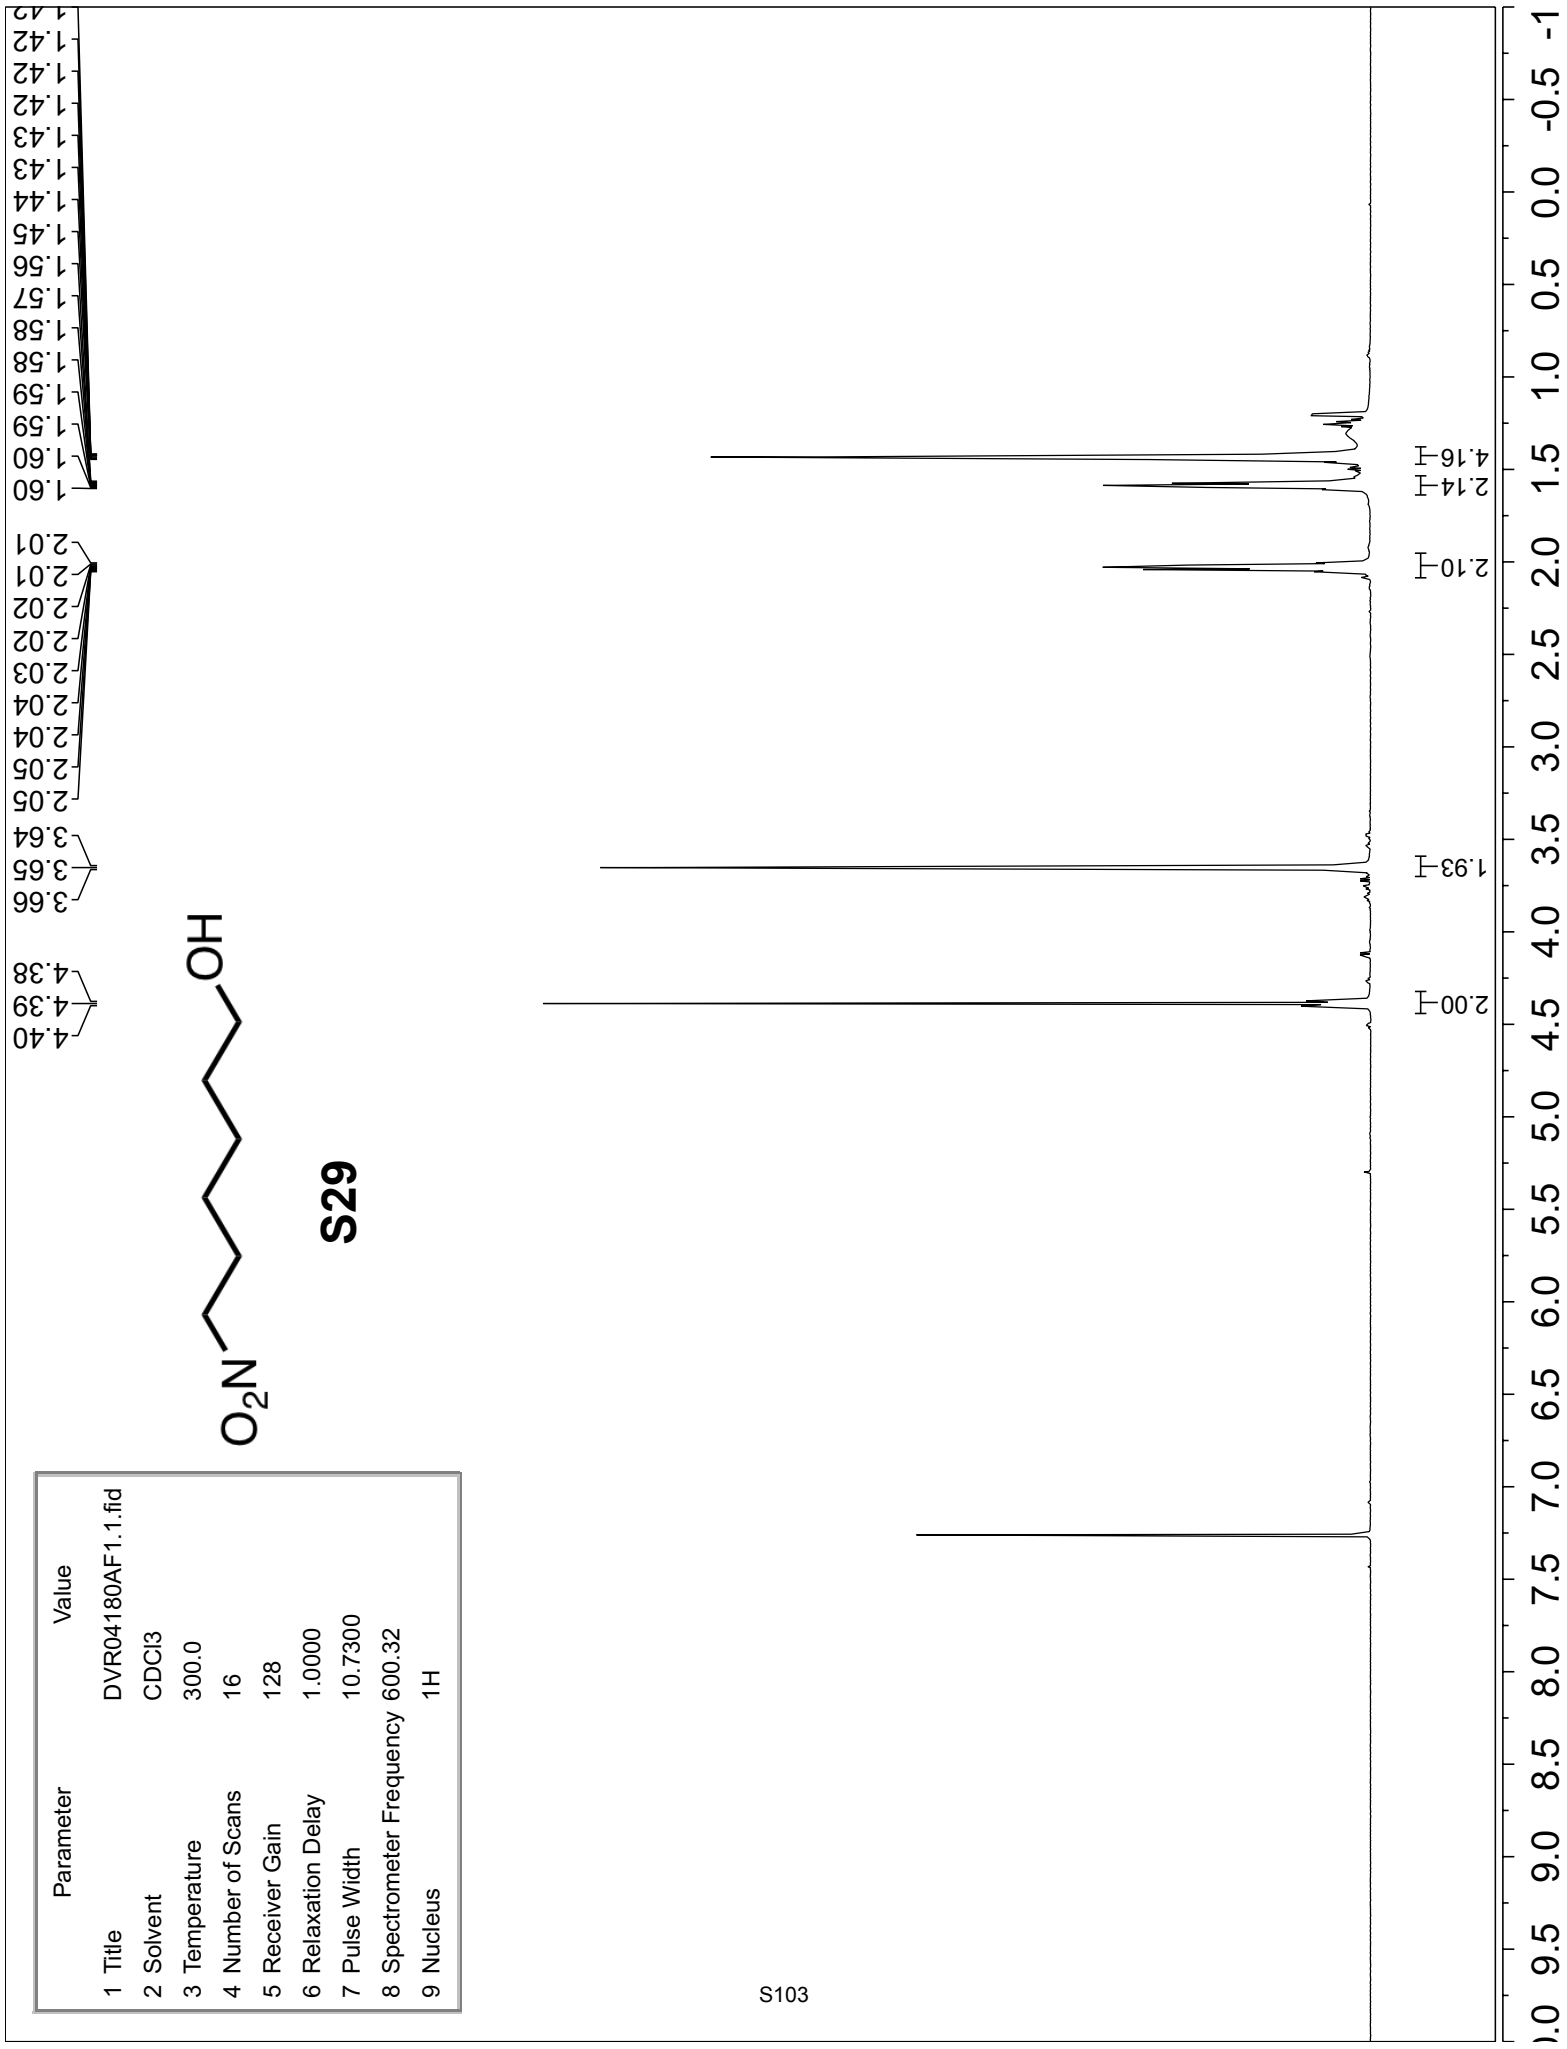 Parameter Value
1 Title DVR04180AF1.1.fid
2 Solvent CDCl3
3 Temperature 300.0
4 Number of Scans 16
5 Receiver Gain 128
6 Relaxation Delay 1.0000
7 Pulse Width 10.7300
8 Spectrometer Frequency 600.32
9 Nucleus 1H
O2N
OH
S29
4.40
4.39
4.38
3.66
3.65
3.64
2.05
2.05
2.04
2.04
2.03
2.02
2.02
2.01
2.01
1.60
1.60
1.59
1.59
1.58
1.58
1.57
1.56
1.45
1.44
1.43
1.43
1.42
1.42
1.42
1.42
2.00
1.93
2.10
2.14
4.16
9.5 9.0 8.5 8.0 7.5 7.0 6.5 6.0 5.5 5.0 4.5 4.0 3.5 3.0 2.5 2.0 1.5 1.0 0.5 0.0 -0.5 -1
S103